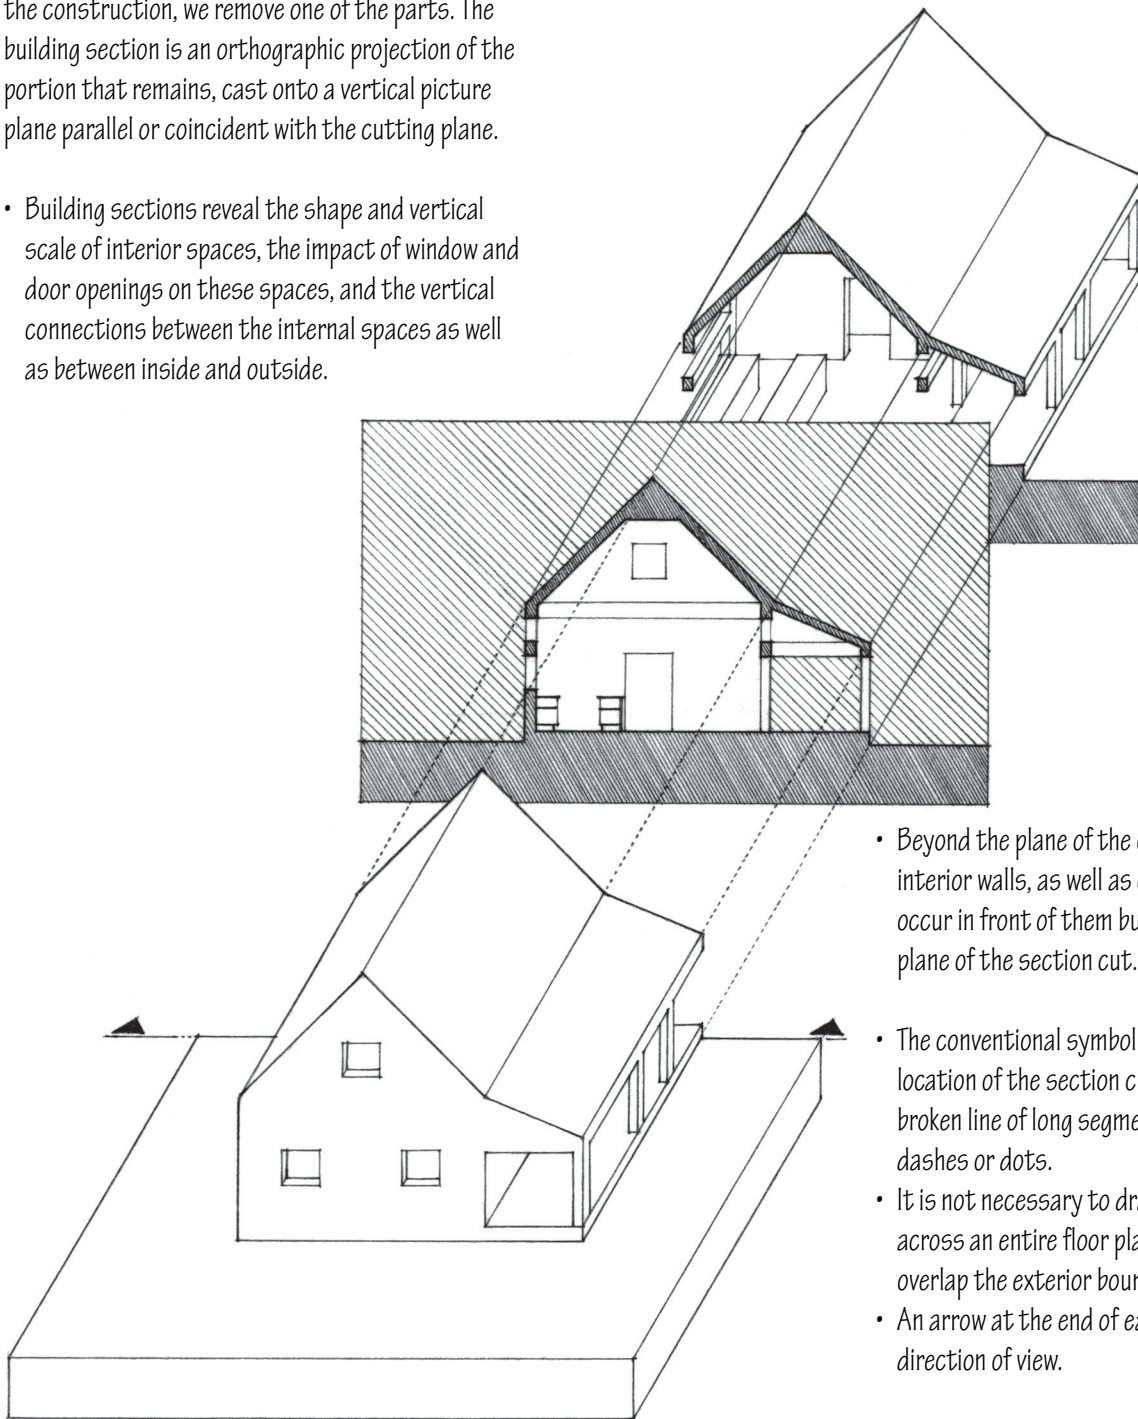 the construction, we remove one of the parts. The
building section is an orthographic projection of the
portion that remains, cast onto a vertical picture
plane parallel or coincident with the cutting plane.
• Building sections reveal the shape and vertical
scale of interior spaces, the impact of window and
door openings on these spaces, and the vertical
connections between the internal spaces as well
as between inside and outside.
• Beyond the plane of the
interior walls, as well as
occur in front of them
plane of the section cut.
• The conventional symbol
location of the section
broken line of long
dashes or dots.
• It is not necessary to
across an entire floor
overlap the exterior
• An arrow at the end of
direction of view.